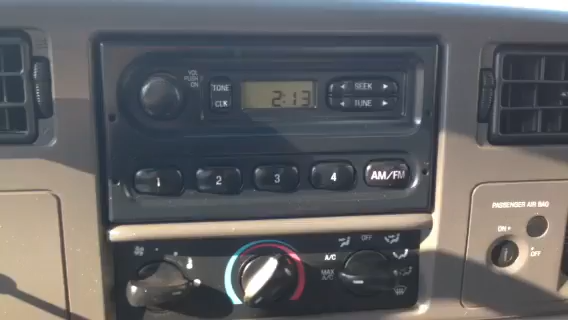 VOL
PUSH
ON
TONE
CLK
2:13
SEEK
TUNE
1
2
3
4
AM/FM
PASSENGER AIR BAG
ON
OFF
OFF
A/C
MAX
A/C